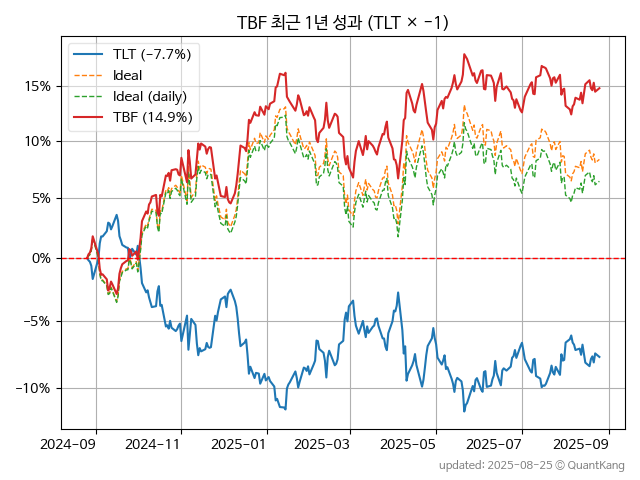 TBF 최근 1년 성과 (TLT × −1)
TLT (−7.7%)
Ideal
Ideal (daily)
TBF (14.9%)
15%
10%
5%
0%
−5%
−10%
2024-09 2024-11 2025-01 2025-03 2025-05 2025-07 2025-09
updated: 2025-08-25 © QuantKang